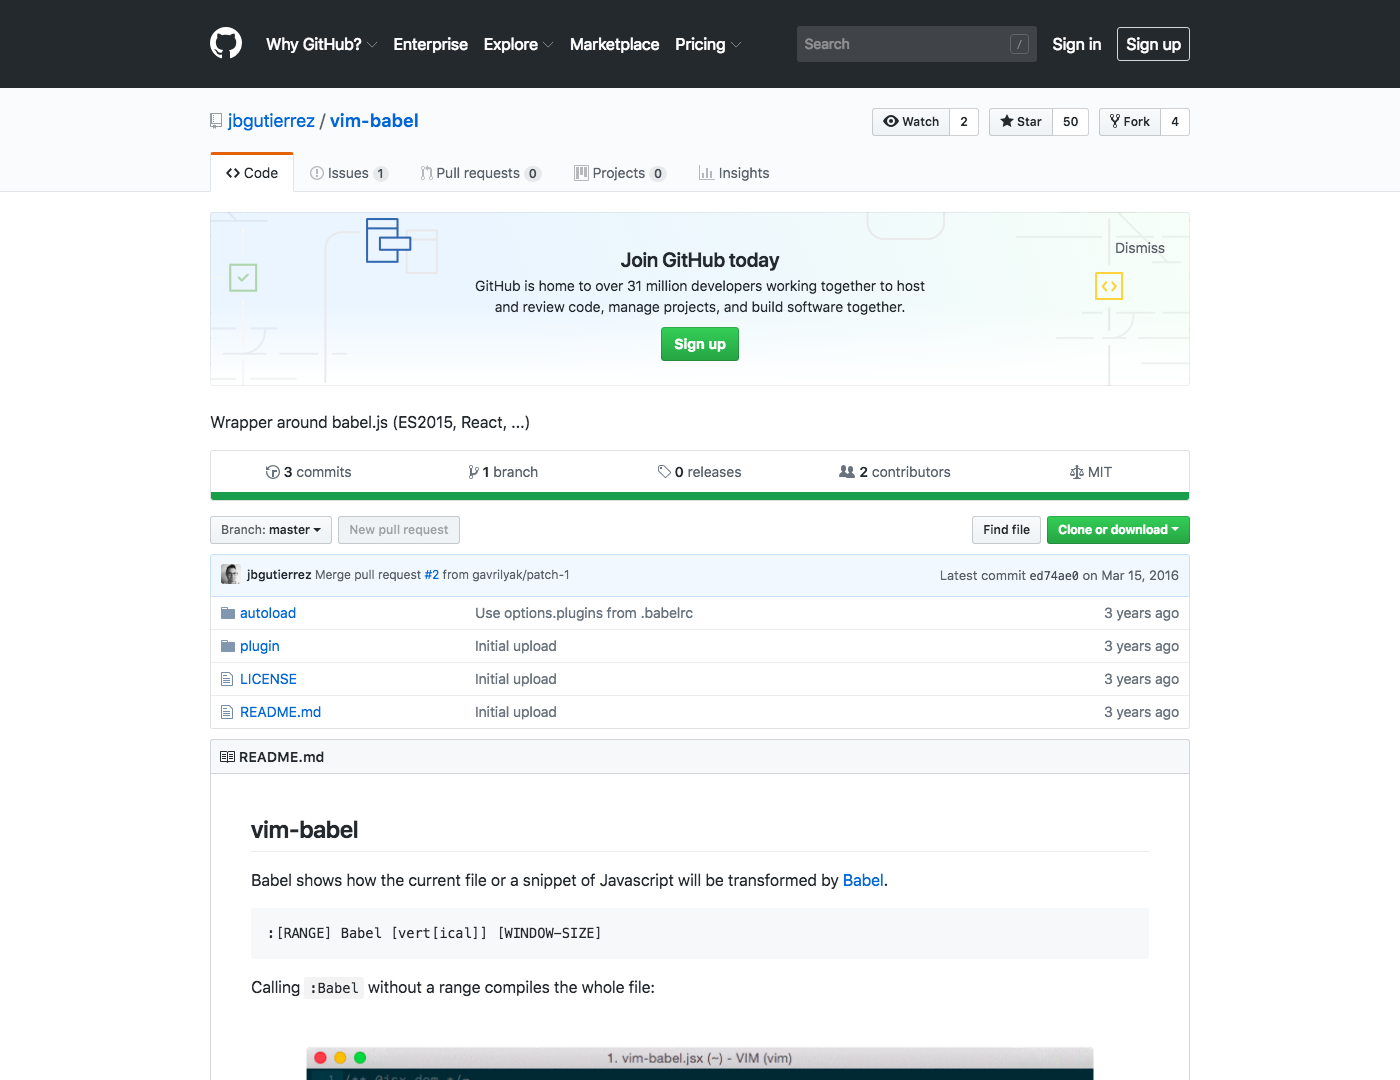 Why GitHub? Enterprise Explore Marketplace Pricing Search / Sign in Sign up
jbgutierrez / vim-babel Watch 2 Star 50 Fork 4
Code Issues 1 Pull requests 0 Projects 0 Insights
Dismiss
Join GitHub today
GitHub is home to over 31 million developers working together to host
and review code, manage projects, and build software together.
Sign up
Wrapper around babel.js (ES2015, React, ...)
3 commits 1 branch 0 releases 2 contributors MIT
Branch: master New pull request Find file Clone or download
jbgutierrez Merge pull request #2 from gavrilyak/patch-1 Latest commit ed74ae0 on Mar 15, 2016
autoload Use options.plugins from .babelrc 3 years ago
plugin Initial upload 3 years ago
LICENSE Initial upload 3 years ago
README.md Initial upload 3 years ago
README.md
vim-babel
Babel shows how the current file or a snippet of Javascript will be transformed by Babel.
:[RANGE] Babel [vert[ical]] [WINDOW-SIZE]
Calling :Babel without a range compiles the whole file:
1. vim-babel.jsx (~) - VIM (vim)